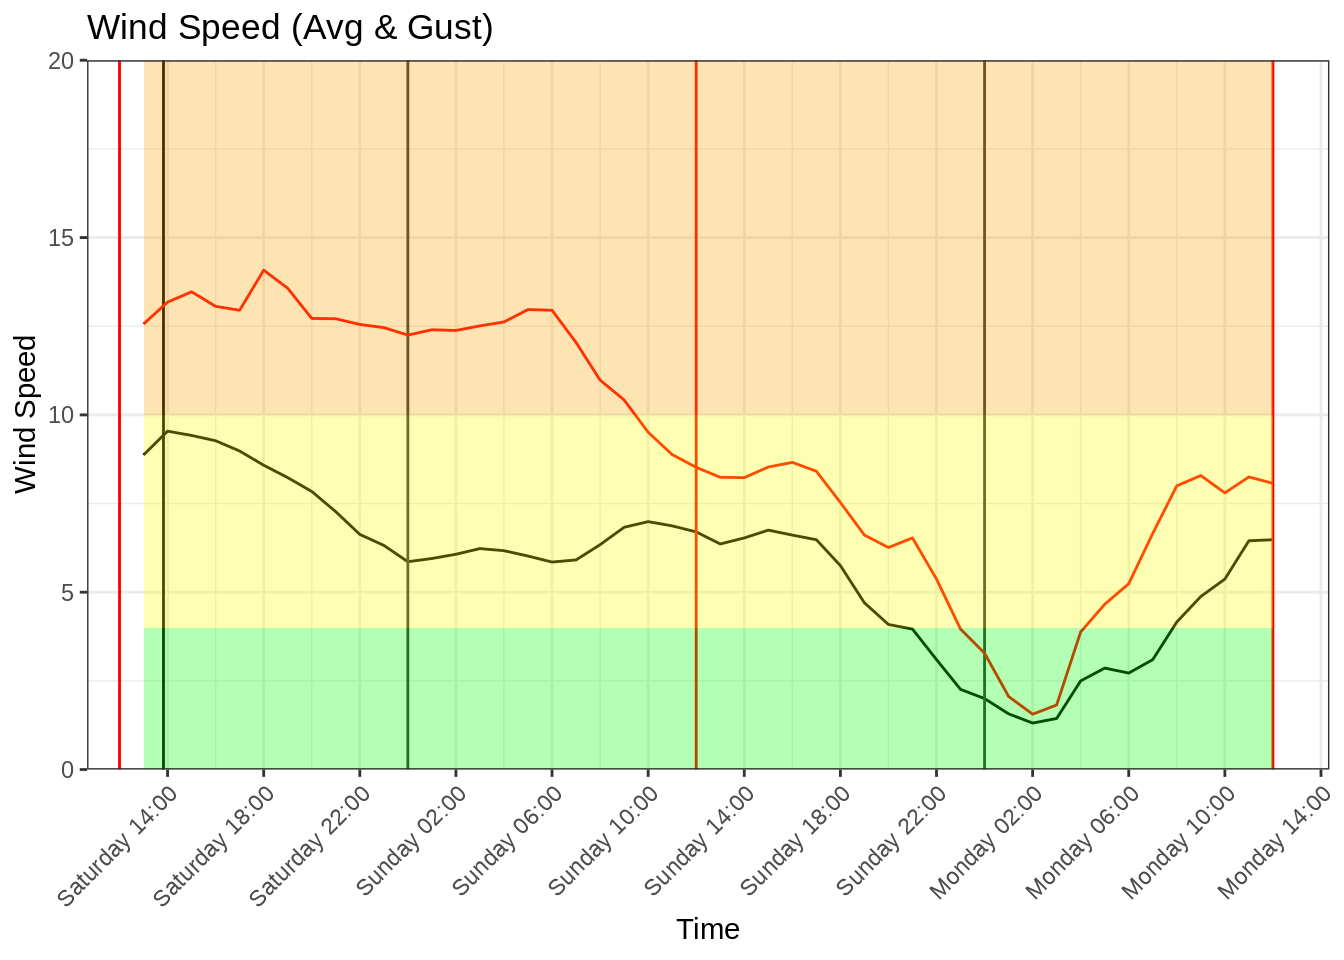 Wind Speed (Avg & Gust)
20
15
10
5
0
Wind Speed
Saturday 14:00
Saturday 18:00
Saturday 22:00
Sunday 02:00
Sunday 06:00
Sunday 10:00
Sunday 14:00
Sunday 18:00
Sunday 22:00
Monday 02:00
Monday 06:00
Monday 10:00
Monday 14:00
Time